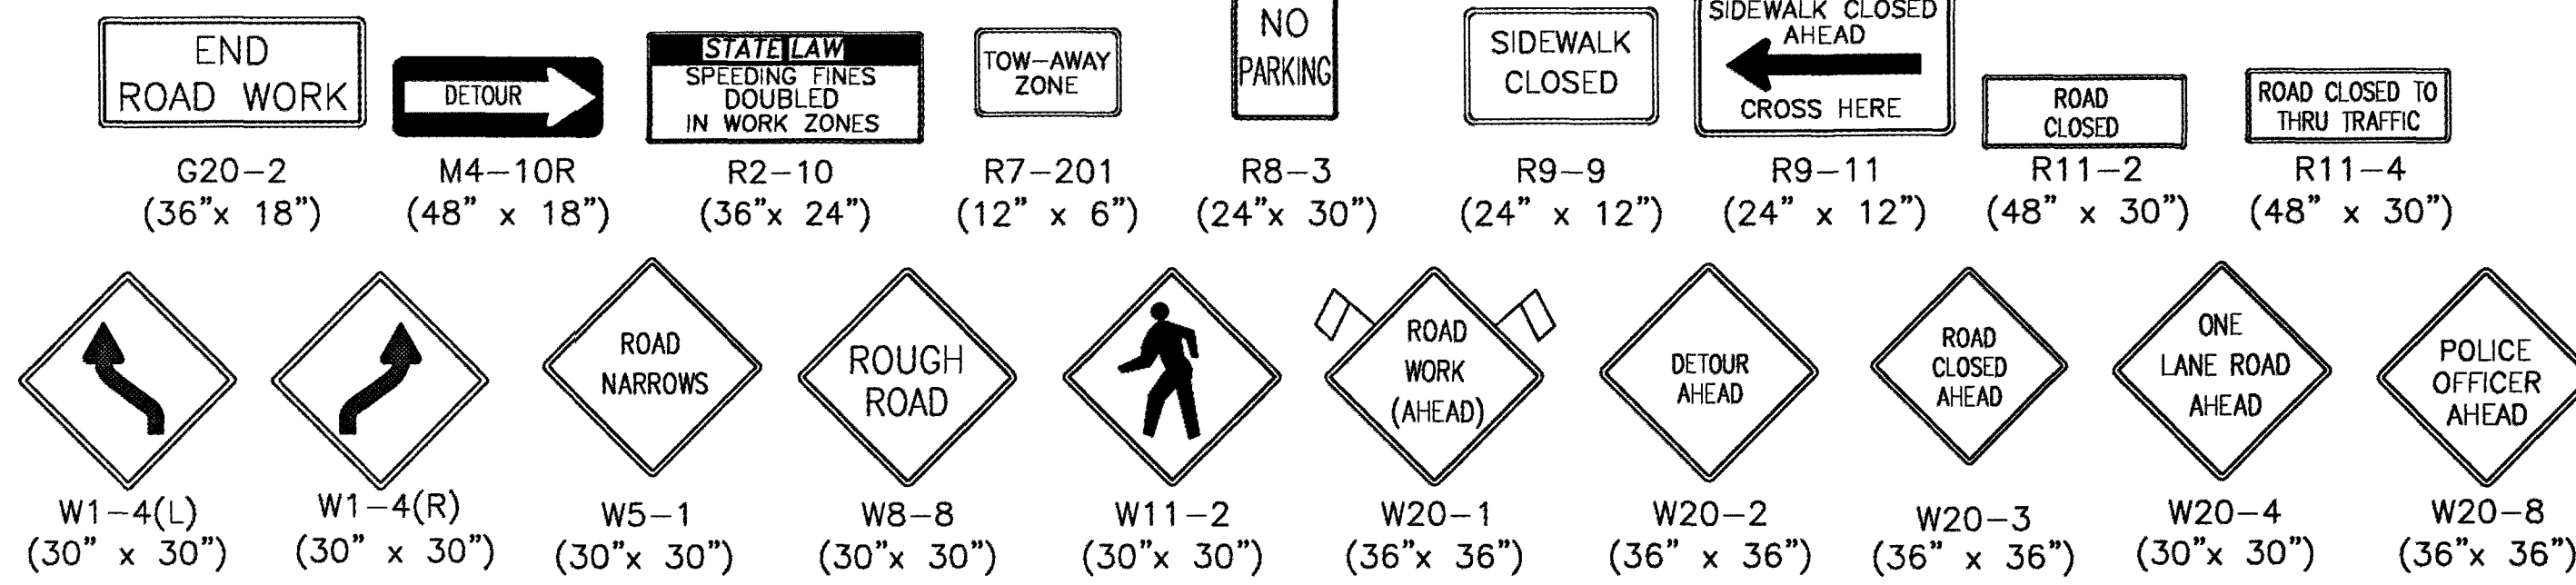 END
ROAD WORK
G20-2
(36"x 18")
DETOUR
M4-10R
(48" x 18")
STATE LAW
SPEEDING FINES
DOUBLED
IN WORK ZONES
R2-10
(36"x 24")
TOW-AWAY
ZONE
R7-201
(12" x 6")
NO
PARKING
R8-3
(24"x 30")
SIDEWALK
CLOSED
R9-9
(24" x 12")
SIDEWALK CLOSED
AHEAD
CROSS HERE
R9-11
(24" x 12")
ROAD
CLOSED
R11-2
(48" x 30")
ROAD CLOSED TO
THRU TRAFFIC
R11-4
(48" x 30")
W1-4(L)
(30" x 30")
W1-4(R)
(30" x 30")
ROAD
NARROWS
W5-1
(30"x 30")
ROUGH
ROAD
W8-8
(30"x 30")
W11-2
(30"x 30")
ROAD
WORK
(AHEAD)
W20-1
(36"x 36")
DETOUR
AHEAD
W20-2
(36" x 36")
ROAD
CLOSED
AHEAD
W20-3
(36" x 36")
ONE
LANE ROAD
AHEAD
W20-4
(30"x 30")
POLICE
OFFICER
AHEAD
W20-8
(36"x 36")